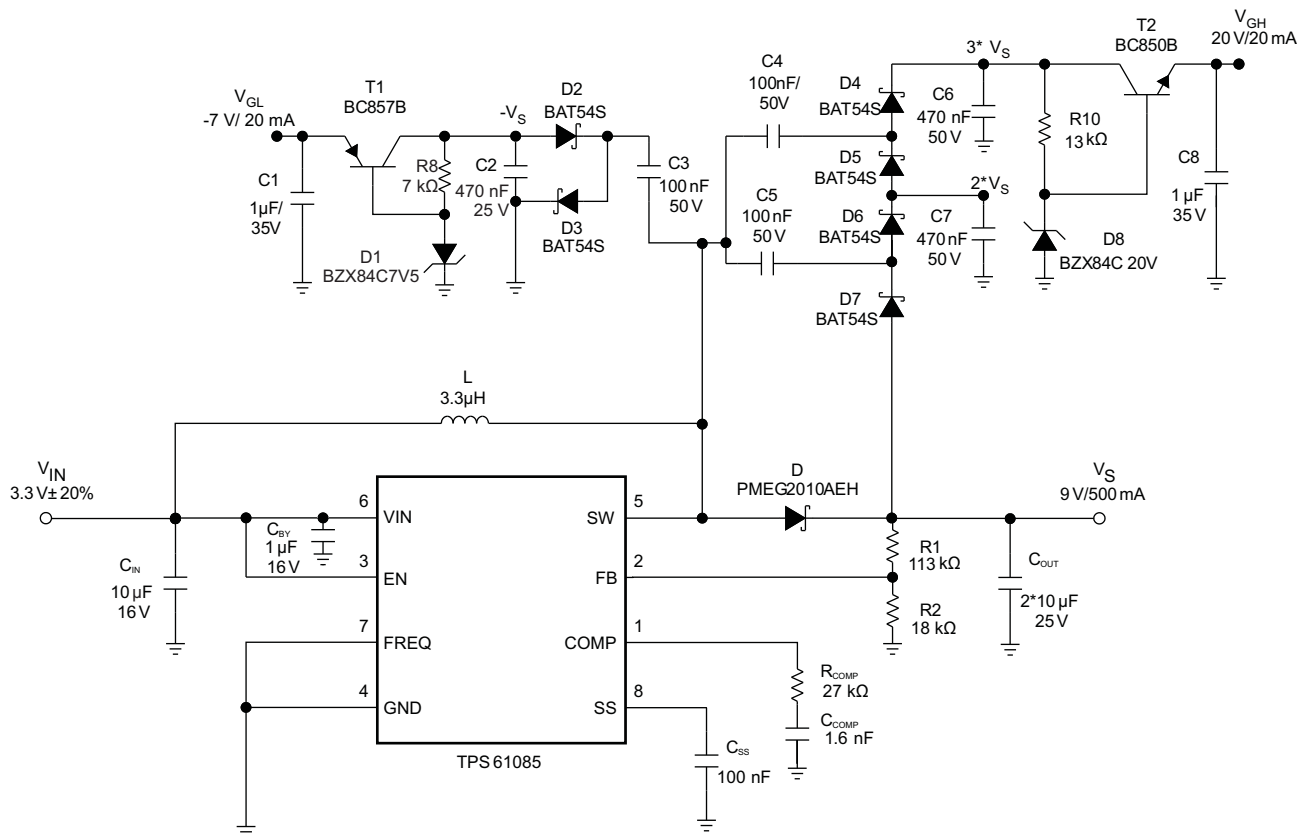 T2
BC850B
V_GH
20 V/20 mA
3* V_S
C4
100nF/
50V
D4
BAT54S
C6
470 nF
50 V
R10
13 kΩ
C8
1 µF
35 V
T1
BC857B
V_GL
-7 V/ 20 mA
D2
BAT54S
-V_S
C1
1µF/
35V
R8
7 kΩ
C2
470 nF
25 V
C3
100 nF
50 V
D3
BAT54S
D1
BZX84C7V5
D5
BAT54S
2*V_S
C5
100 nF
50 V
D6
BAT54S
C7
470 nF
50 V
D8
BZX84C 20V
D7
BAT54S
L
3.3µH
V_IN
3.3 V± 20%
D
PMEG2010AEH
V_S
9 V/500 mA
6
VIN
SW
5
C_BY
1 µF
16 V
C_IN
10 µF
16 V
3
EN
FB
2
R1
113 kΩ
C_OUT
2*10 µF
25 V
R2
18 kΩ
7
FREQ
COMP
1
R_COMP
27 kΩ
4
GND
SS
8
C_COMP
1.6 nF
C_SS
100 nF
TPS61085